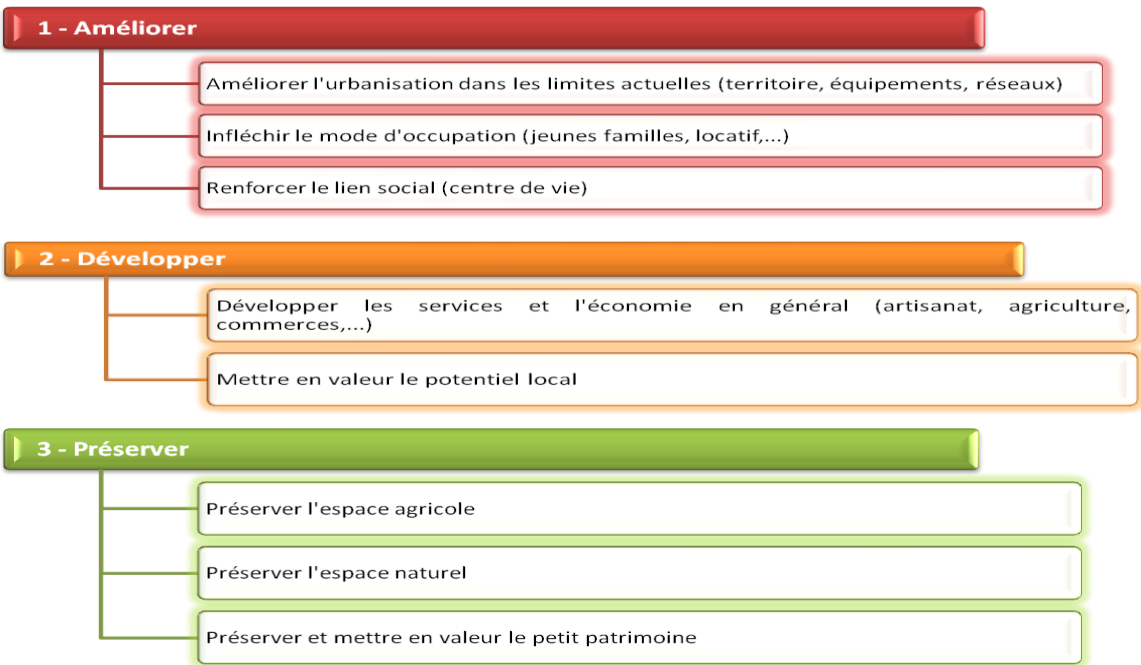 1 - Améliorer
Améliorer l'urbanisation dans les limites actuelles (territoire, équipements, réseaux)
Infléchir le mode d'occupation (jeunes familles, locatif,...)
Renforcer le lien social (centre de vie)
2 - Développer
Développer les services et l'économie en général (artisanat, agriculture,
commerces,...)
Mettre en valeur le potentiel local
3 - Préserver
Préserver l'espace agricole
Préserver l'espace naturel
Préserver et mettre en valeur le petit patrimoine